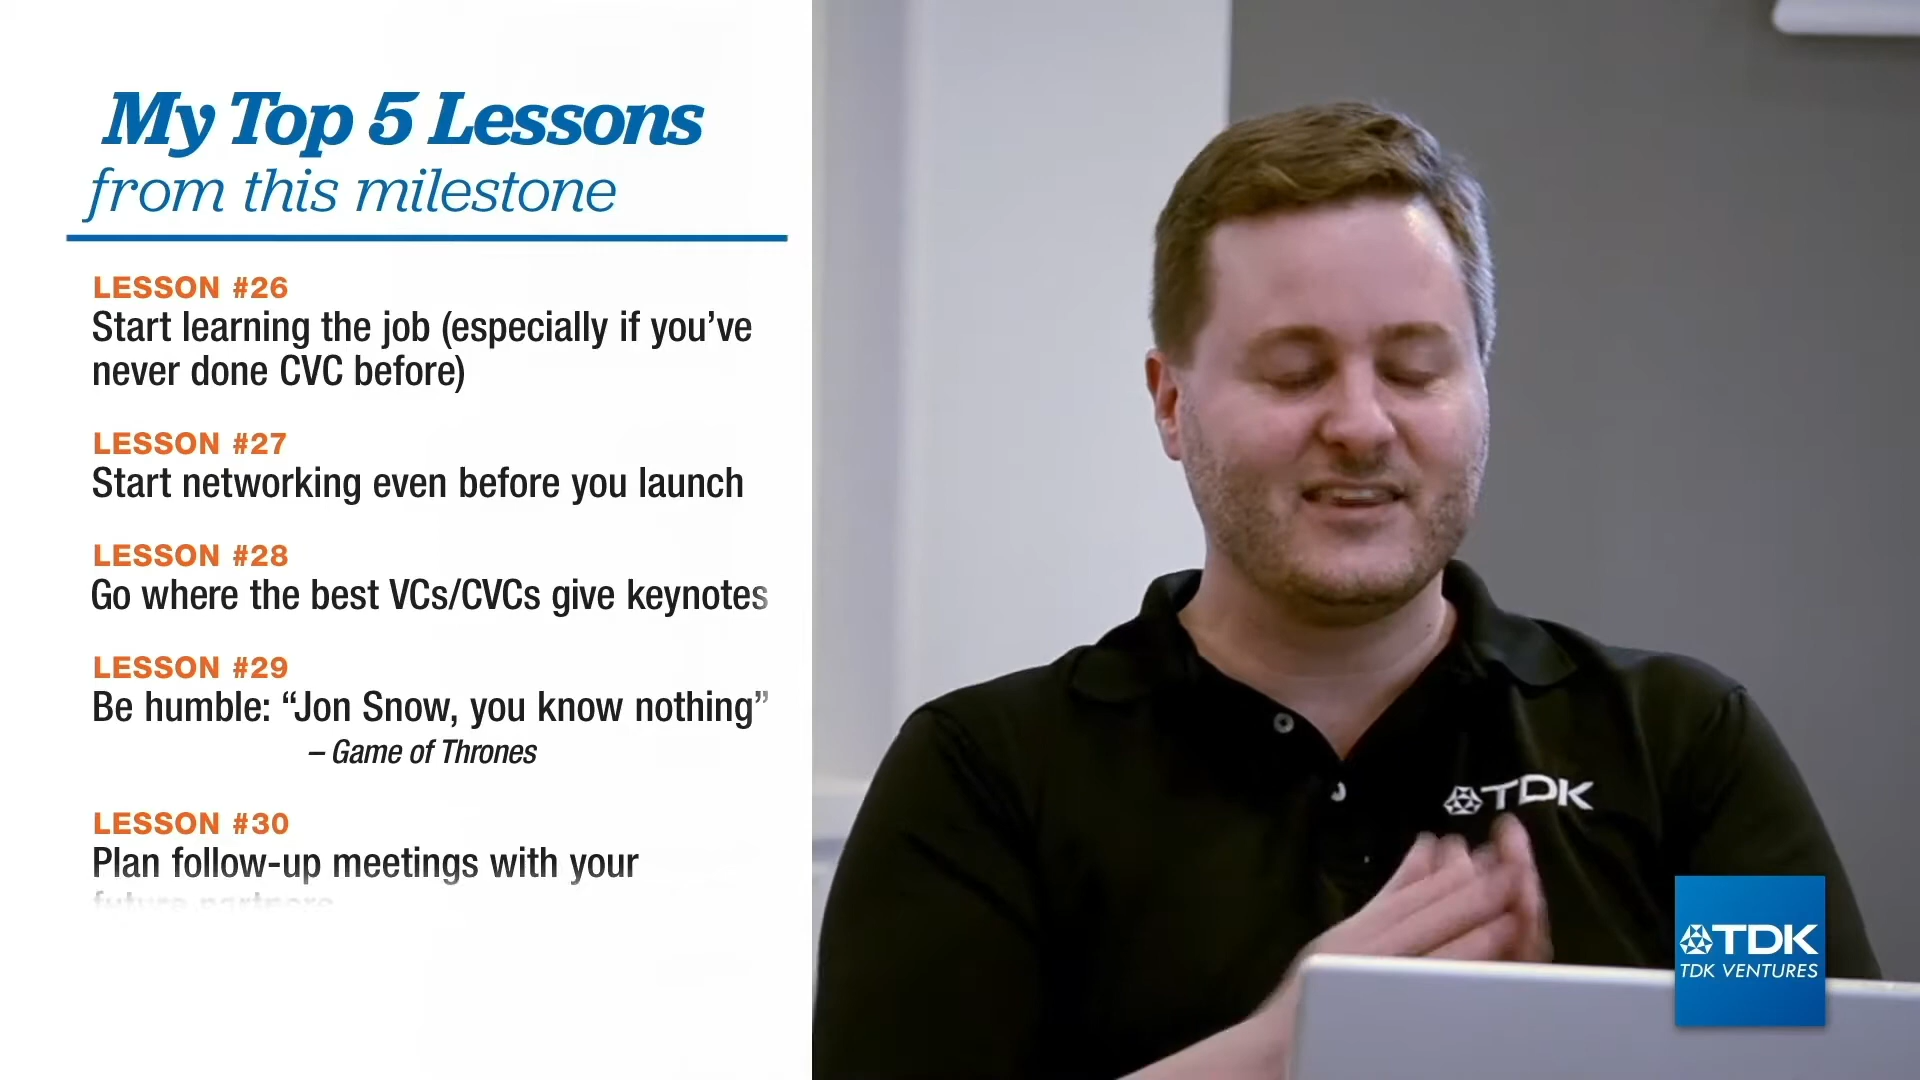 My Top 5 Lessons
from this milestone
LESSON #26
Start learning the job (especially if you’ve
never done CVC before)
LESSON #27
Start networking even before you launch
LESSON #28
Go where the best VCs/CVCs give keynotes
LESSON #29
Be humble: “Jon Snow, you know nothing”
– Game of Thrones
LESSON #30
Plan follow-up meetings with your
future partners
TDK
TDK
TDK VENTURES